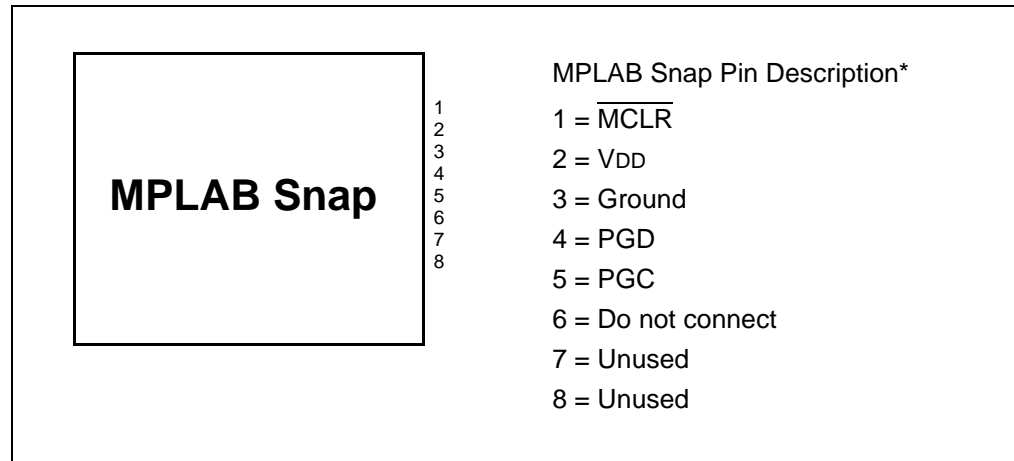 MPLAB Snap
1
2
3
4
5
6
7
8
MPLAB Snap Pin Description*
1 = M̅C̅L̅R̅
2 = VDD
3 = Ground
4 = PGD
5 = PGC
6 = Do not connect
7 = Unused
8 = Unused